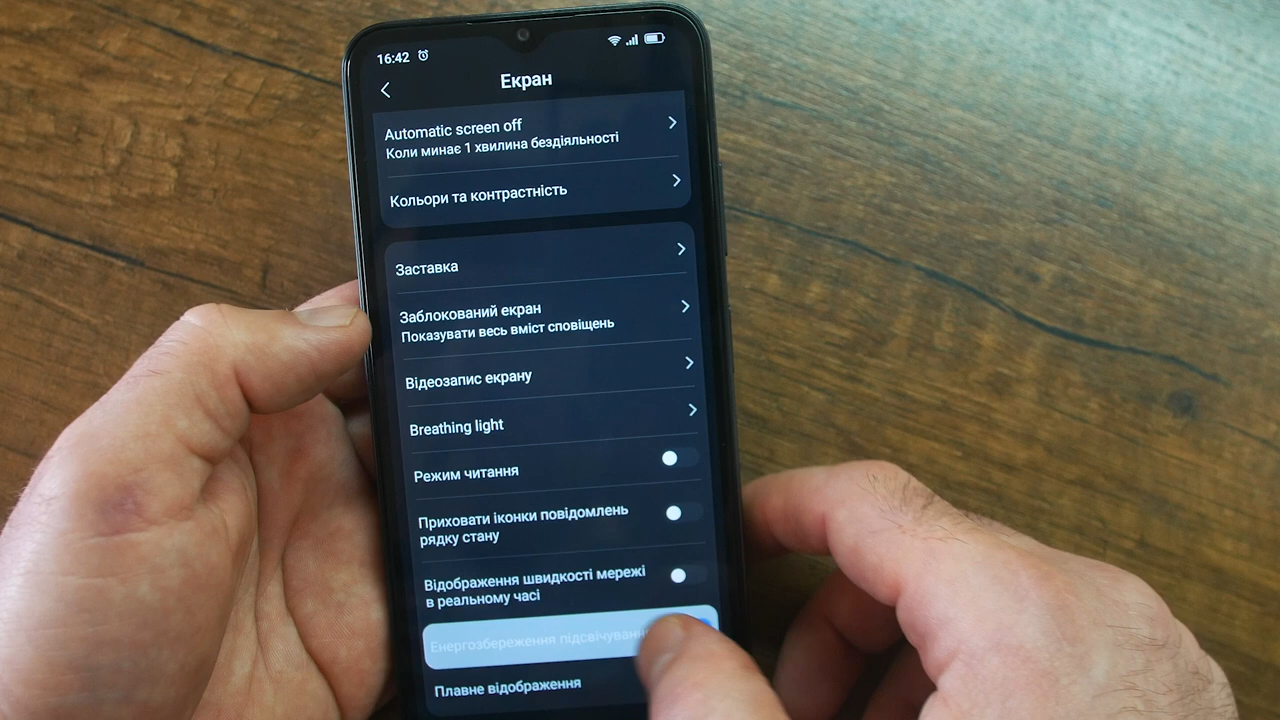 16:42
Екран
Automatic screen off
Коли минає 1 хвилина бездіяльності
Кольори та контрастність
Заставка
Заблокований екран
Показувати весь вміст сповіщень
Відеозапис екрану
Breathing light
Режим читання
Приховати іконки повідомлень
рядку стану
Відображення швидкості мережі
в реальному часі
Енергозбереження
Плавне відображення